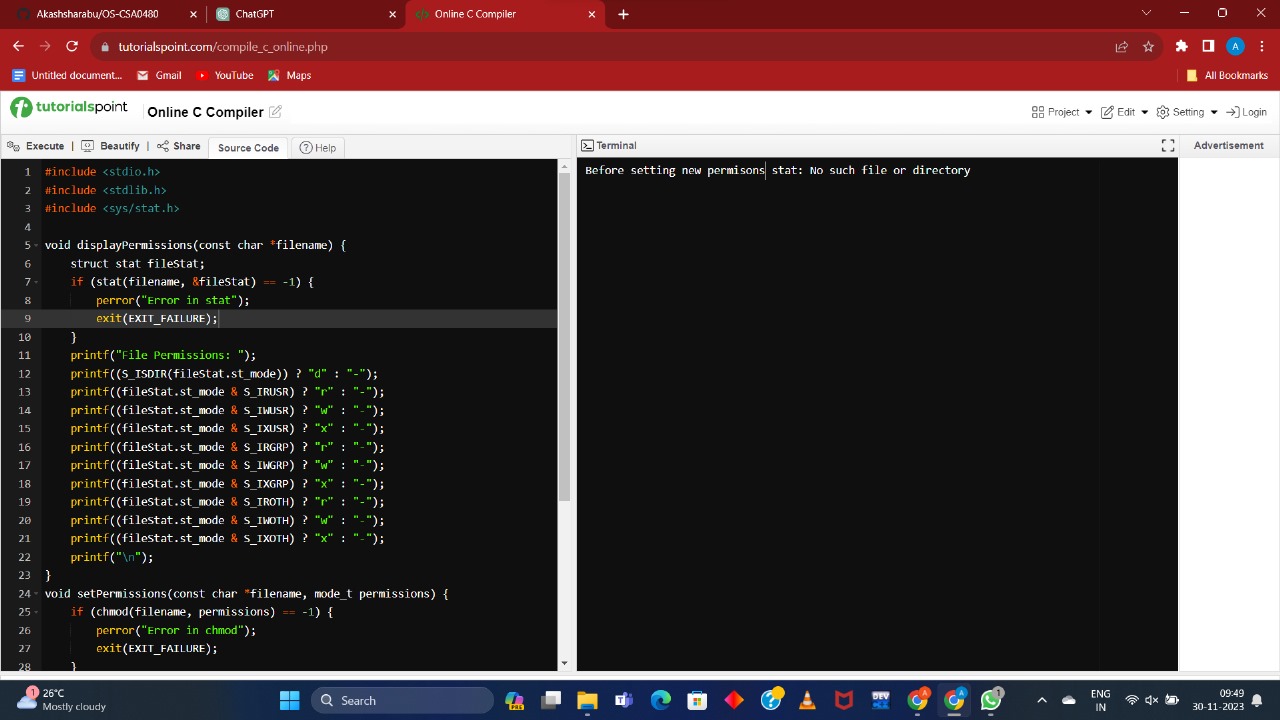 Akashsharabu/OS-CSA0480
ChatGPT
Online C Compiler
tutorialspoint.com/compile_c_online.php
A
Untitled document...
Gmail
YouTube
Maps
All Bookmarks
tutorialspoint
Online C Compiler
Project
Edit
Setting
Login
Execute | Beautify | Share
Source Code
Help
Terminal
Advertisement
1 #include <stdio.h>
2 #include <stdlib.h>
3 #include <sys/stat.h>
4
5 void displayPermissions(const char *filename) {
6 struct stat fileStat;
7 if (stat(filename, &fileStat) == -1) {
8 perror("Error in stat");
9 exit(EXIT_FAILURE);
10 }
11 printf("File Permissions: ");
12 printf((S_ISDIR(fileStat.st_mode)) ? "d" : "-");
13 printf((fileStat.st_mode & S_IRUSR) ? "r" : "-");
14 printf((fileStat.st_mode & S_IWUSR) ? "w" : "-");
15 printf((fileStat.st_mode & S_IXUSR) ? "x" : "-");
16 printf((fileStat.st_mode & S_IRGRP) ? "r" : "-");
17 printf((fileStat.st_mode & S_IWGRP) ? "w" : "-");
18 printf((fileStat.st_mode & S_IXGRP) ? "x" : "-");
19 printf((fileStat.st_mode & S_IROTH) ? "r" : "-");
20 printf((fileStat.st_mode & S_IWOTH) ? "w" : "-");
21 printf((fileStat.st_mode & S_IXOTH) ? "x" : "-");
22 printf("\n");
23 }
24 void setPermissions(const char *filename, mode_t permissions) {
25 if (chmod(filename, permissions) == -1) {
26 perror("Error in chmod");
27 exit(EXIT_FAILURE);
28 }
Before setting new permisons stat: No such file or directory
1
26°C
Mostly cloudy
Search
PRE
DEV
A
A
1
ENG
IN
09:49
30-11-2023